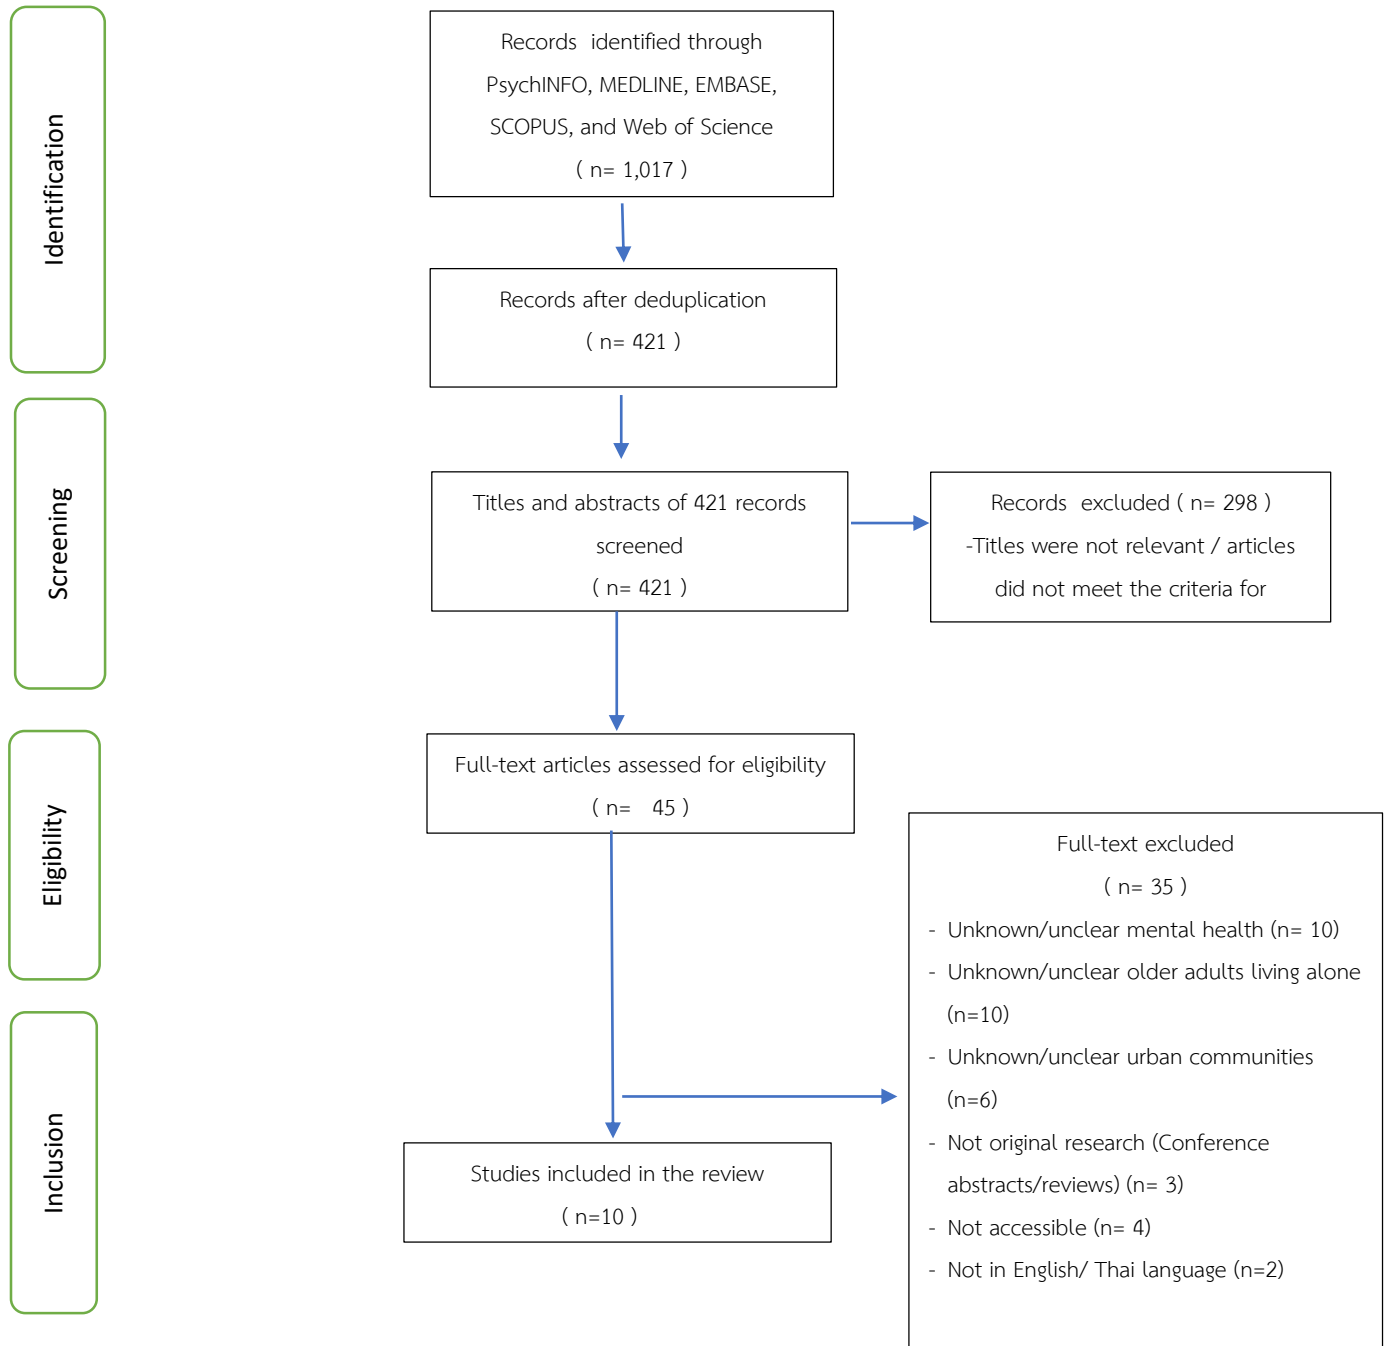 Identification
Records identified through
PsychINFO, MEDLINE, EMBASE,
SCOPUS, and Web of Science
( n= 1,017 )
Records after deduplication
( n= 421 )
Screening
Titles and abstracts of 421 records
screened
( n= 421 )
Records excluded ( n= 298 )
-Titles were not relevant / articles
did not meet the criteria for
Eligibility
Full-text articles assessed for eligibility
( n= 45 )
Full-text excluded
( n= 35 )
- Unknown/unclear mental health (n= 10)
- Unknown/unclear older adults living alone
(n=10)
- Unknown/unclear urban communities
(n=6)
- Not original research (Conference
abstracts/reviews) (n= 3)
- Not accessible (n= 4)
- Not in English/ Thai language (n=2)
Inclusion
Studies included in the review
( n=10 )